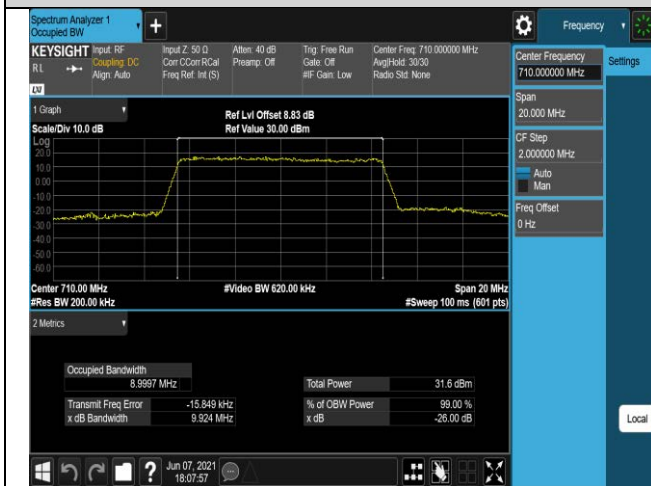 Spectrum Analyzer 1
Occupied BW
+
Frequency
KEYSIGHT
RL
Input: RF
Coupling: DC
Align: Auto
Input Z: 50 Ω
Corr CCorr RCal
Freq Ref: Int (S)
Atten: 40 dB
Preamp: Off
Trig: Free Run
Gate: Off
#IF Gain: Low
Center Freq: 710.000000 MHz
Avg|Hold: 30/30
Radio Std: None
LXI
Center Frequency
710.000000 MHz
Settings
Span
20.000 MHz
CF Step
2.000000 MHz
Auto
Man
Freq Offset
0 Hz
1 Graph
Scale/Div 10.0 dB
Ref Lvl Offset 8.83 dB
Ref Value 30.00 dBm
Log
20.0
10.0
0.00
-10.0
-20.0
-30.0
-40.0
-50.0
-60.0
Center 710.00 MHz
#Res BW 200.00 kHz
#Video BW 620.00 kHz
Span 20 MHz
#Sweep 100 ms (601 pts)
2 Metrics
Occupied Bandwidth
8.9997 MHz
Total Power 31.6 dBm
Transmit Freq Error -15.849 kHz
% of OBW Power 99.00 %
x dB Bandwidth 9.924 MHz
x dB -26.00 dB
Local
?
Jun 07, 2021
18:07:57